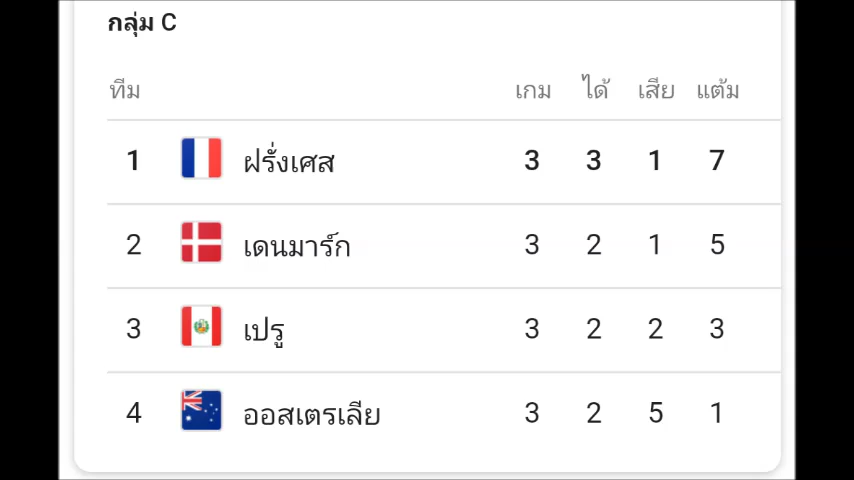 กลุ่ม C
ทีม เกม ได้ เสีย แต้ม
1 ฝรั่งเศส 3 3 1 7
2 เดนมาร์ก 3 2 1 5
3 เปรู 3 2 2 3
4 ออสเตรเลีย 3 2 5 1